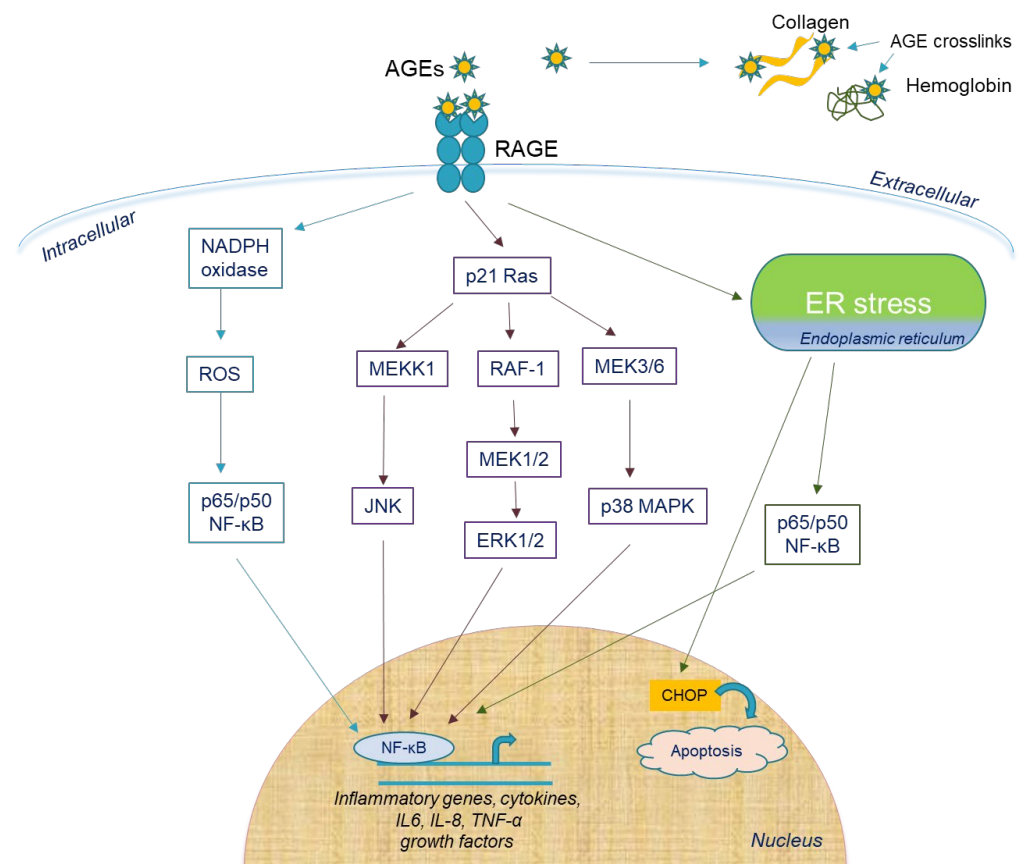 Collagen
AGE crosslinks
AGEs
Hemoglobin
RAGE
Extracellular
Intracellular
NADPH
oxidase
p21 Ras
ER stress
Endoplasmic reticulum
ROS
MEKK1
RAF-1
MEK3/6
MEK1/2
p65/p50
NF-κB
JNK
p38 MAPK
ERK1/2
p65/p50
NF-κB
CHOP
NF-κB
Apoptosis
Inflammatory genes, cytokines,
IL6, IL-8, TNF-α
growth factors
Nucleus